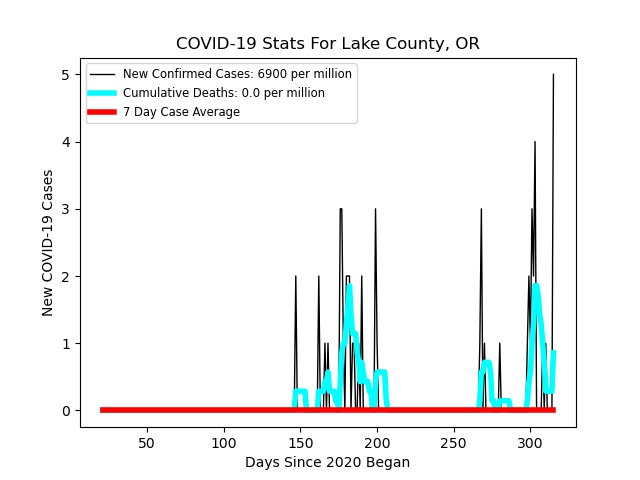 COVID-19 Stats For Lake County, OR
New Confirmed Cases: 6900 per million
Cumulative Deaths: 0.0 per million
7 Day Case Average
New COVID-19 Cases
5
4
3
2
1
0
50 100 150 200 250 300
Days Since 2020 Began